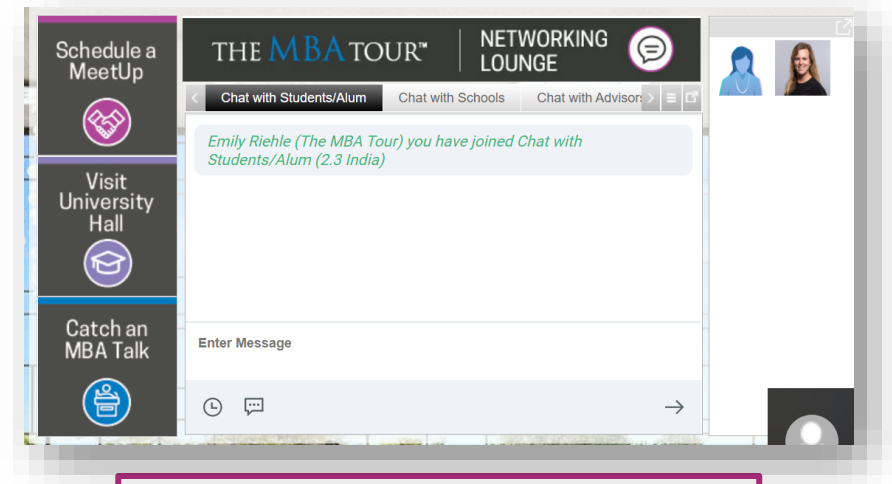 Schedule a
MeetUp
Visit
University
Hall
Catch an
MBA Talk
THE MBA TOUR™
NETWORKING
LOUNGE
Chat with Students/Alum
Chat with Schools
Chat with Advisors
Emily Riehle (The MBA Tour) you have joined Chat with
Students/Alum (2.3 India)
Enter Message